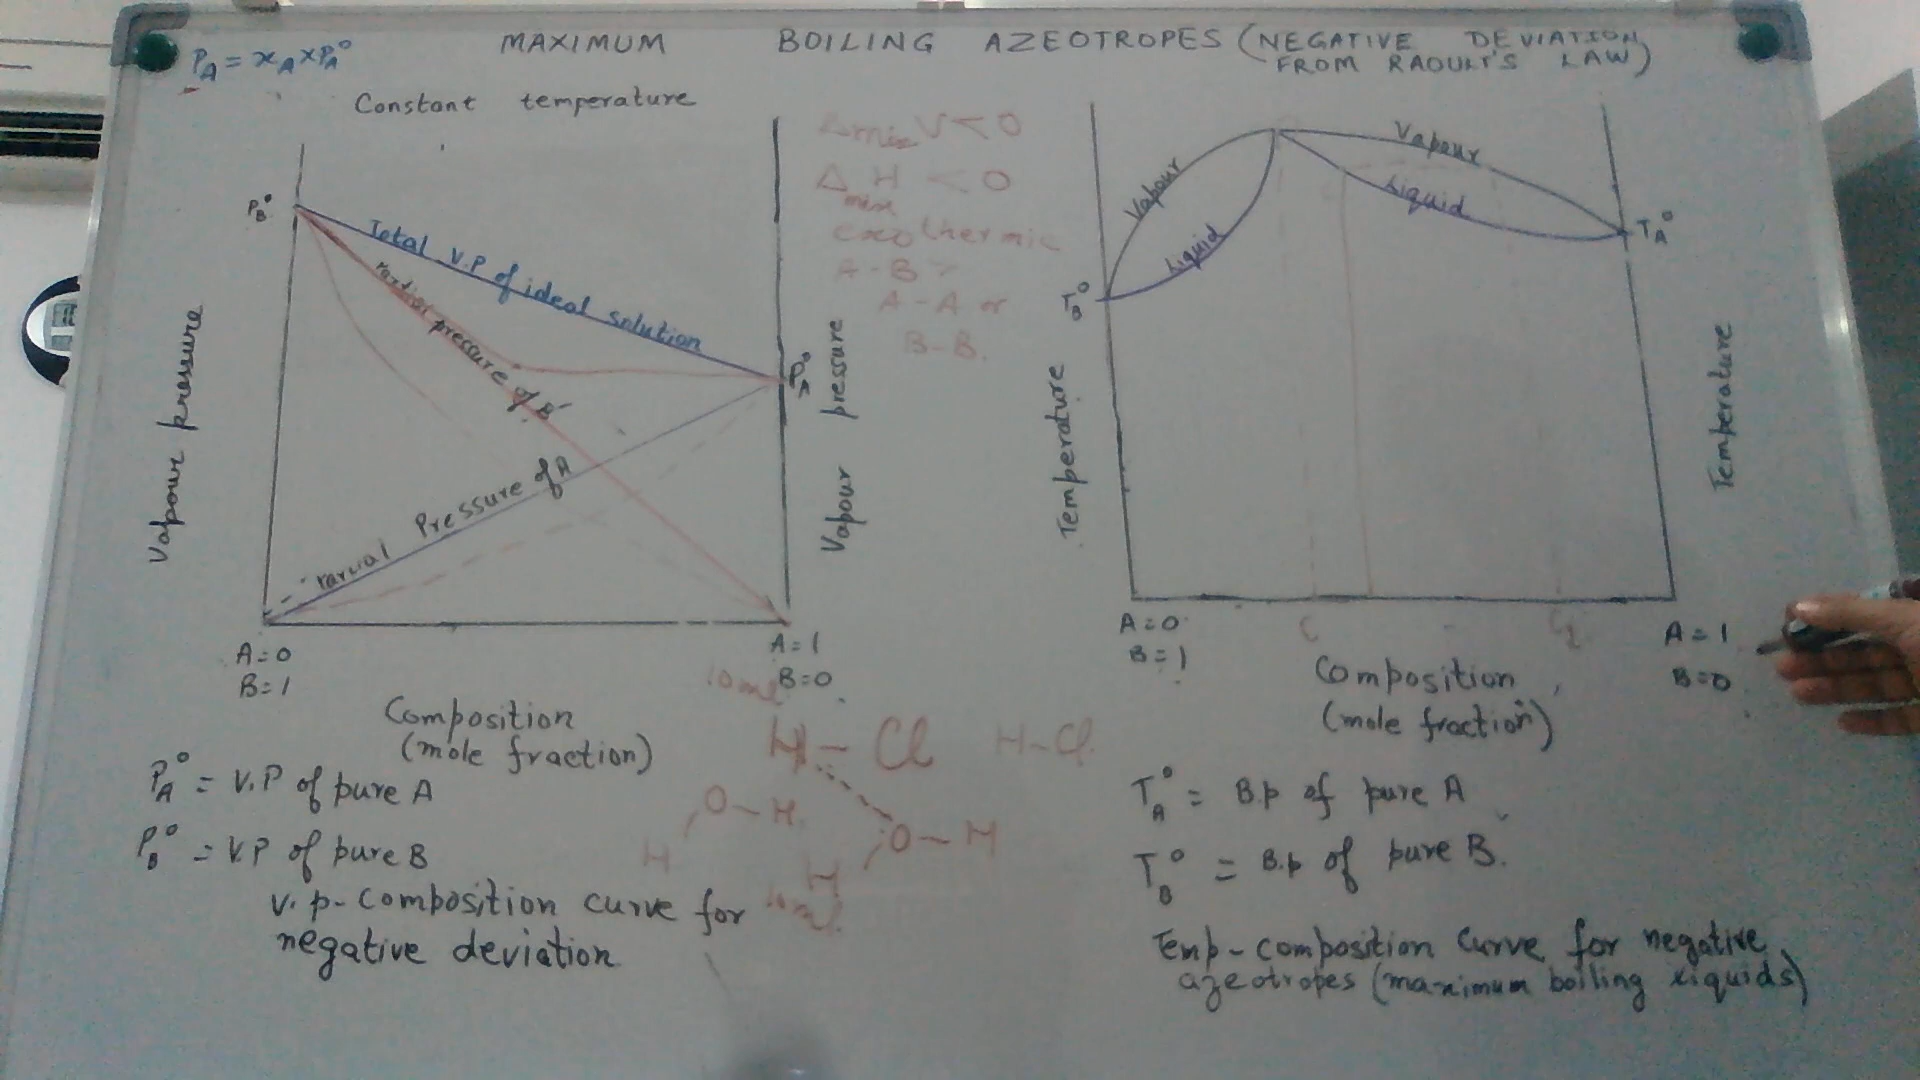 P_A = x_A x P_A°
MAXIMUM BOILING AZEOTROPES (NEGATIVE DEVIATION
FROM RAOULT'S LAW)
Constant temperature
P_B°
Total V.P of ideal solution
Partial pressure of B
Partial Pressure of A
P_A°
Vapour pressure
Vapour pressure
A=0
B=1
A=1
B=0
Composition
(mole fraction)
P_A° = V.P of pure A
P_B° = V.P of pure B
v.p-composition curve for
negative deviation
Δmix V < 0
Δmix H < 0
exothermic
A-B >
A-A or
B-B.
10 ml
H-Cl H-Cl
O-H
H
O-H
H
10 ml
Vapour
Liquid
Vapour
Liquid
T_A°
T_B°
Temperature
Temperature
A=0
B=1
C
A=1
B=0
Composition
(mole fraction)
T_A° = B.p of pure A
T_B° = B.p of pure B.
Temp-composition curve for negative
azeotropes (maximum boiling liquids)